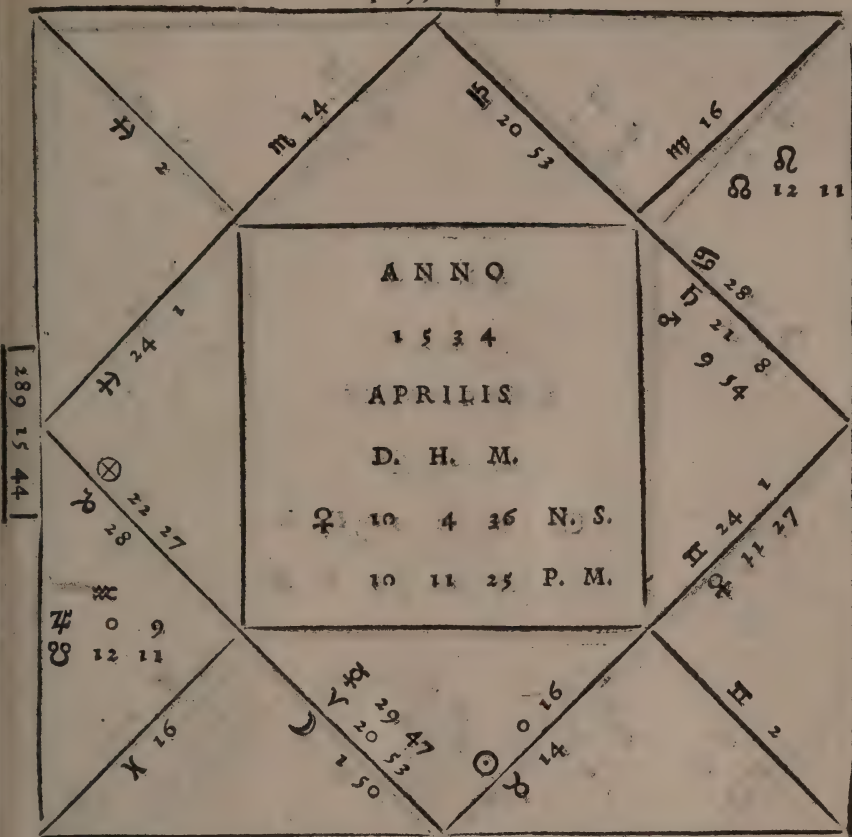 ♐ 2
♏ 14
♎ 20 53
♍ 16
♌
☊ 12 11
♋ 28
♄ 21 8
♂ 9 54
♐ 24 1
289 15 44
ANNO
1534
APRILIS
D. H. M.
♀ 10 4 36 N. S.
10 11 25 P. M.
⊗ 22 27
♑ 28
♒
♃ 0 9
☋ 12 11
♓ 16
☿ 29 47
♈ 20 53
☽ 1 50
☉ 0 16
♉ 14
♊ 24 1
♀ 11 27
♊ 2